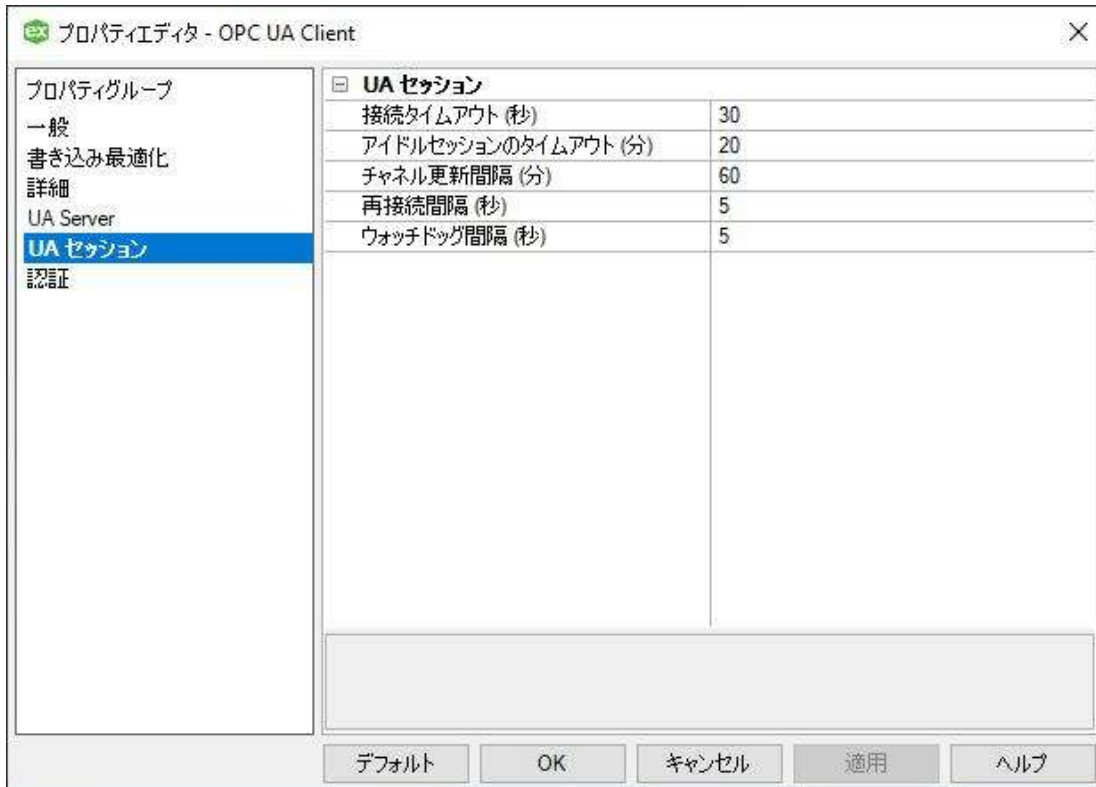 プロパティエディタ - OPC UA Client
プロパティグループ
一般
書き込み最適化
詳細
UA Server
UA セッション
認証
UA セッション
接続タイムアウト (秒) 30
アイドルセッションのタイムアウト (分) 20
チャネル更新間隔 (分) 60
再接続間隔 (秒) 5
ウォッチドッグ間隔 (秒) 5
デフォルト OK キャンセル 適用 ヘルプ